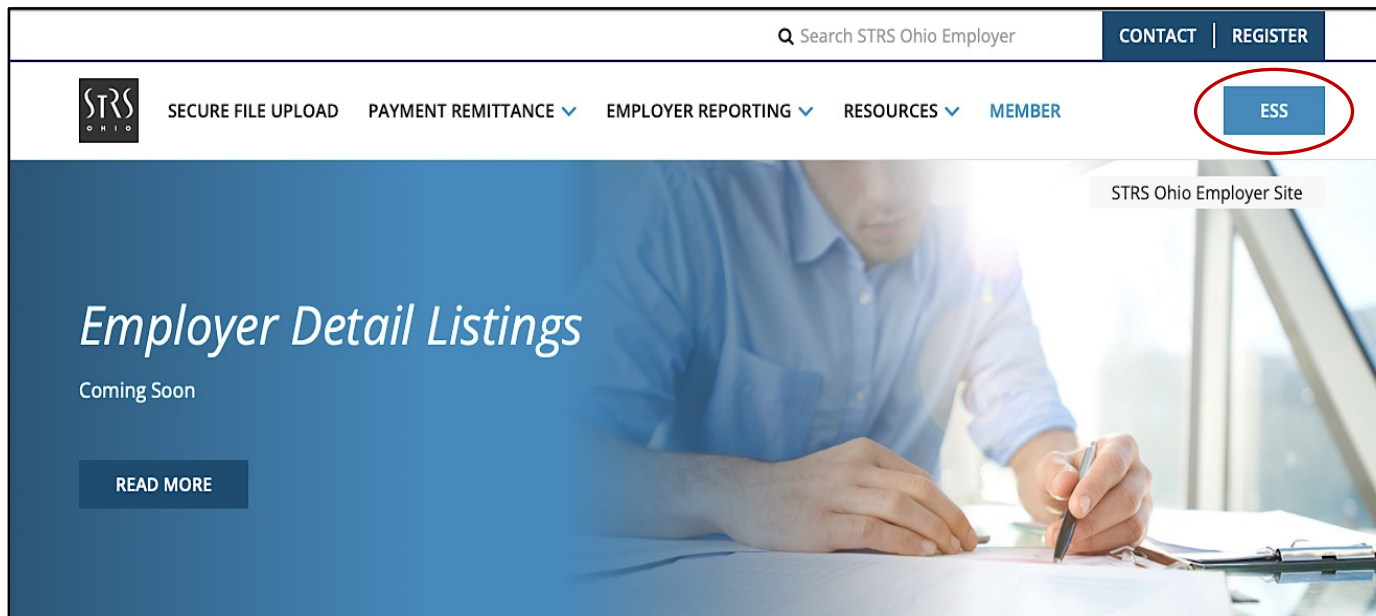 Search STRS Ohio Employer
CONTACT
REGISTER
STRS
OHIO
SECURE FILE UPLOAD
PAYMENT REMITTANCE
EMPLOYER REPORTING
RESOURCES
MEMBER
ESS
STRS Ohio Employer Site
Employer Detail Listings
Coming Soon
READ MORE